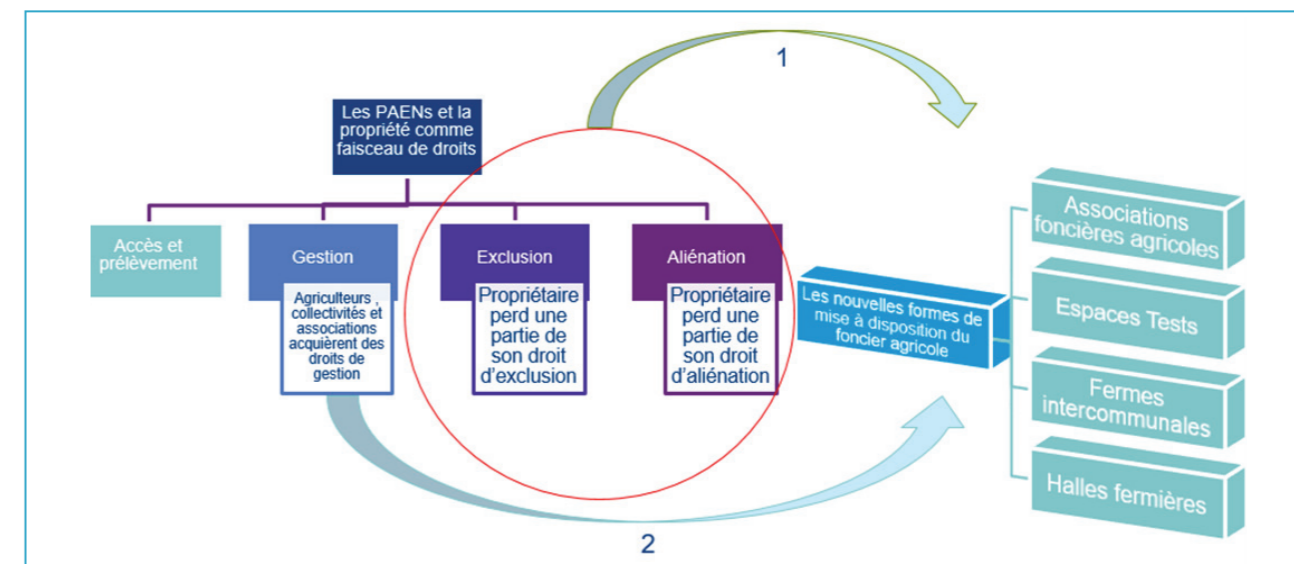 1
Les PAENs et la
propriété comme
faisceau de droits
Accès et
prélèvement
Gestion
Agriculteurs ,
collectivités et
associations
acquièrent des
droits de
gestion
Exclusion
Propriétaire
perd une
partie de
son droit
d'exclusion
Aliénation
Propriétaire
perd une
partie de
son droit
d'aliénation
Les nouvelles formes de
mise à disposition du
foncier agricole
Associations
foncières agricoles
Espaces Tests
Fermes
intercommunales
Halles fermières
2